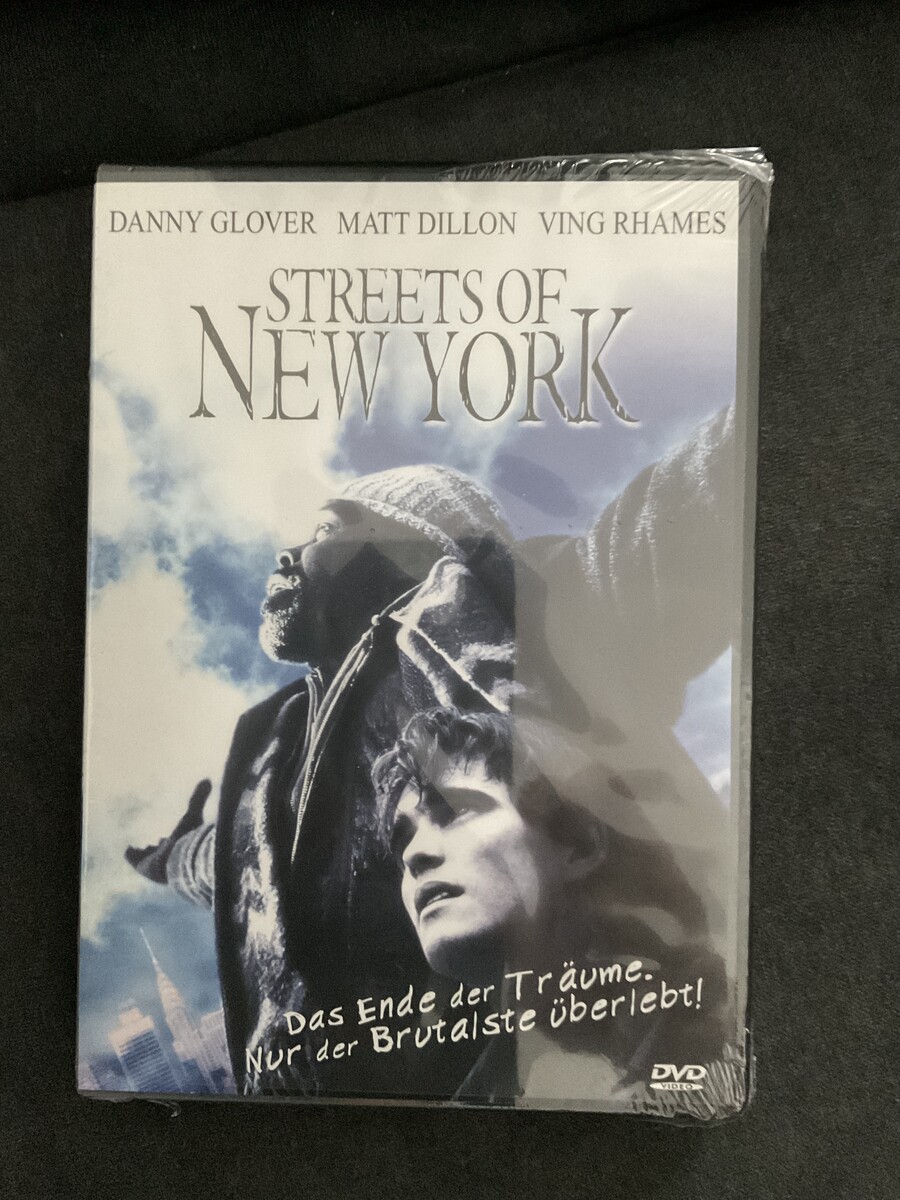 DANNY GLOVER MATT DILLON VING RHAMES
STREETS OF
NEW YORK
Das Ende der Träume.
Nur der Brutalste überlebt!
DVD
VIDEO